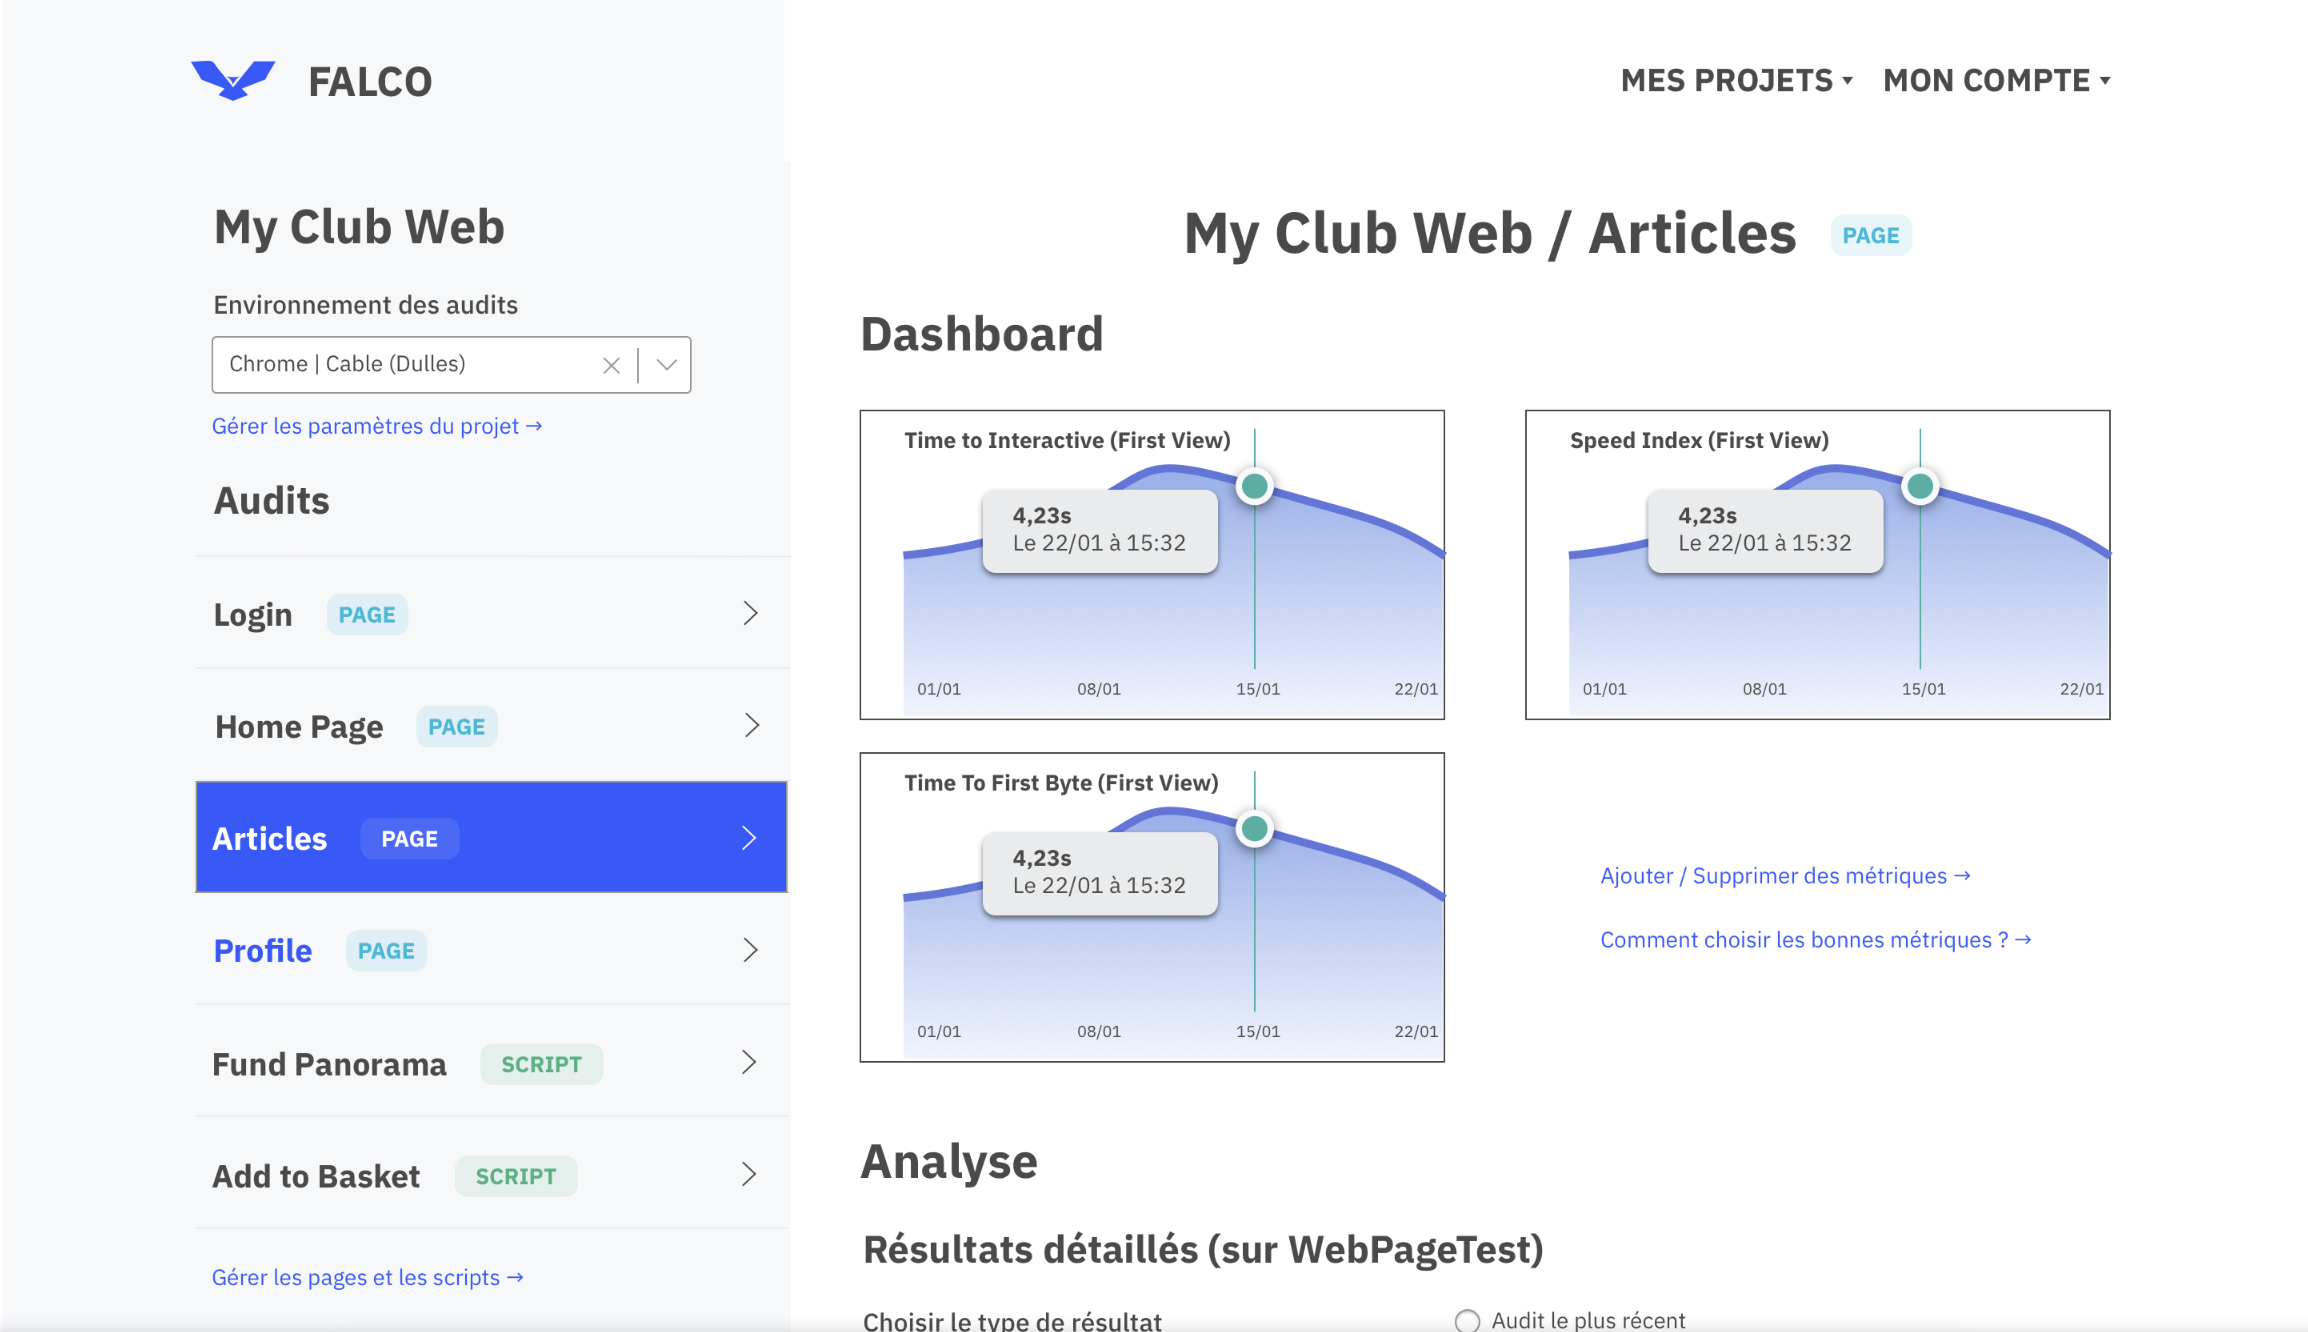 FALCO
MES PROJETS
MON COMPTE
My Club Web
Environnement des audits
Chrome | Cable (Dulles)
Gérer les paramètres du projet →
Audits
Login PAGE
Home Page PAGE
Articles PAGE
Profile PAGE
Fund Panorama SCRIPT
Add to Basket SCRIPT
Gérer les pages et les scripts →
My Club Web / Articles PAGE
Dashboard
Time to Interactive (First View)
4,23s
Le 22/01 à 15:32
01/01 08/01 15/01 22/01
Speed Index (First View)
4,23s
Le 22/01 à 15:32
01/01 08/01 15/01 22/01
Time To First Byte (First View)
4,23s
Le 22/01 à 15:32
01/01 08/01 15/01 22/01
Ajouter / Supprimer des métriques →
Comment choisir les bonnes métriques ? →
Analyse
Résultats détaillés (sur WebPageTest)
Choisir le type de résultat
Audit le plus récent